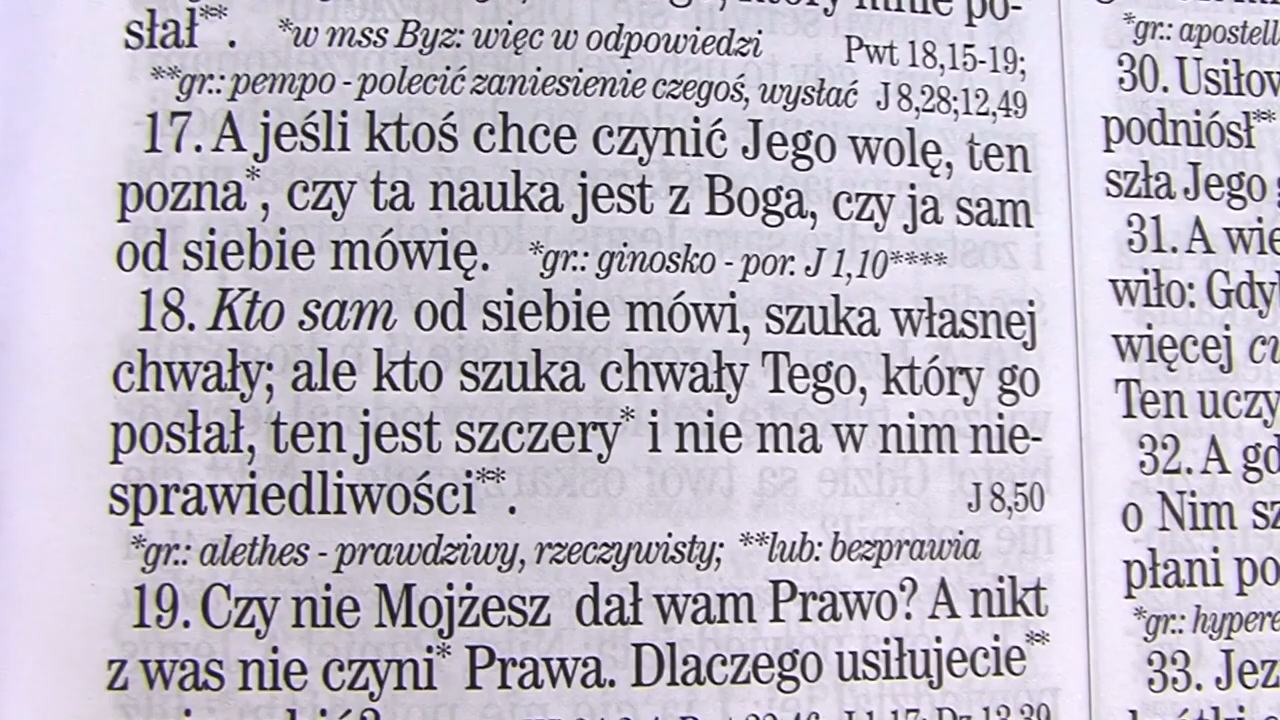 słał**. *w mss Byz: więc w odpowiedzi Pwt 18,15-19;
**gr.: pempo - polecić zaniesienie czegoś, wysłać J 8,28;12,49
17. A jeśli ktoś chce czynić Jego wolę, ten
pozna*, czy ta nauka jest z Boga, czy ja sam
od siebie mówię. *gr.: ginosko - por. J 1,10****
18. Kto sam od siebie mówi, szuka własnej
chwały; ale kto szuka chwały Tego, który go
posłał, ten jest szczery* i nie ma w nim nie-
sprawiedliwości**. J 8,50
*gr.: alethes - prawdziwy, rzeczywisty; **lub: bezprawia
19. Czy nie Mojżesz dał wam Prawo? A nikt
z was nie czyni* Prawa. Dlaczego usiłujecie**
*gr.: apostell
30. Usiłow
podniósł**
szła Jego
31. A wie
wiło: Gdy
więcej
Ten uczy
32. A gd
o Nim sz
płani po
*gr.: hypere
33. Jez